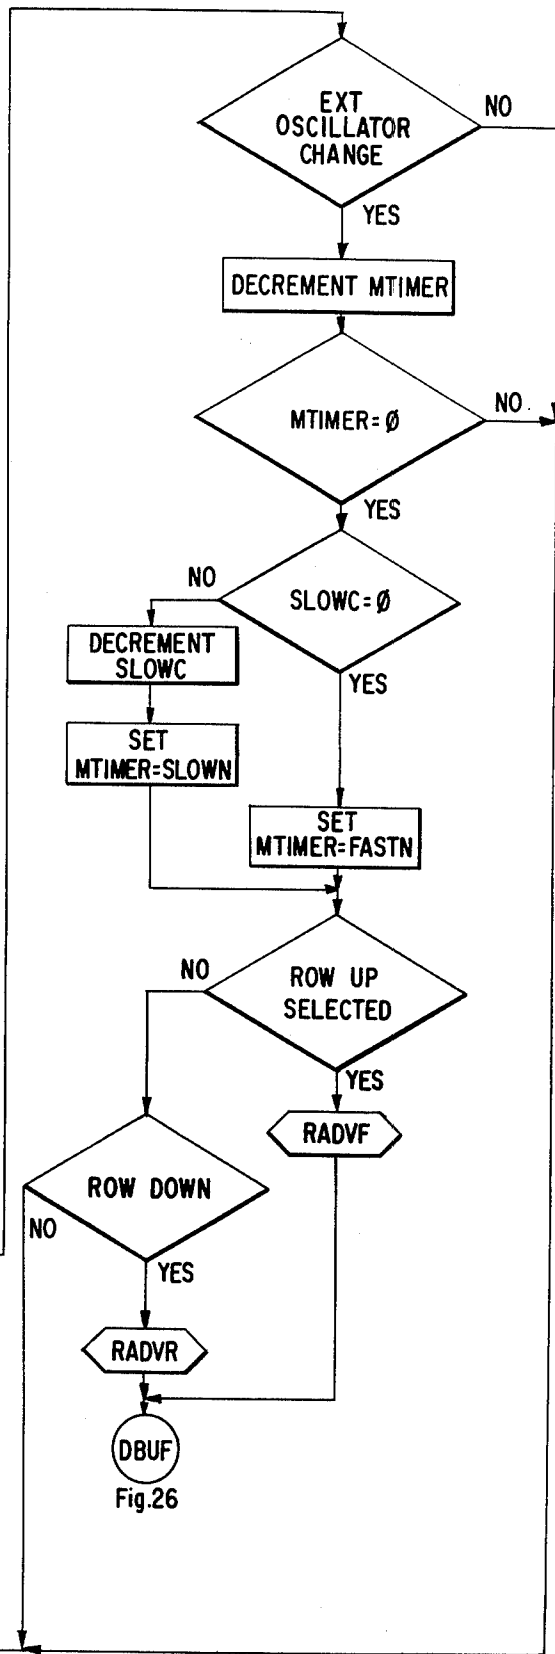 EXT
OSCILLATOR
CHANGE
NO
YES
DECREMENT MTIMER
MTIMER=Ø
NO
YES
SLOWC=Ø
NO
DECREMENT
SLOWC
YES
SET
MTIMER=SLOWN
SET
MTIMER=FASTN
ROW UP
SELECTED
NO
YES
RADVF
ROW DOWN
NO
YES
RADVR
DBUF
Fig.26